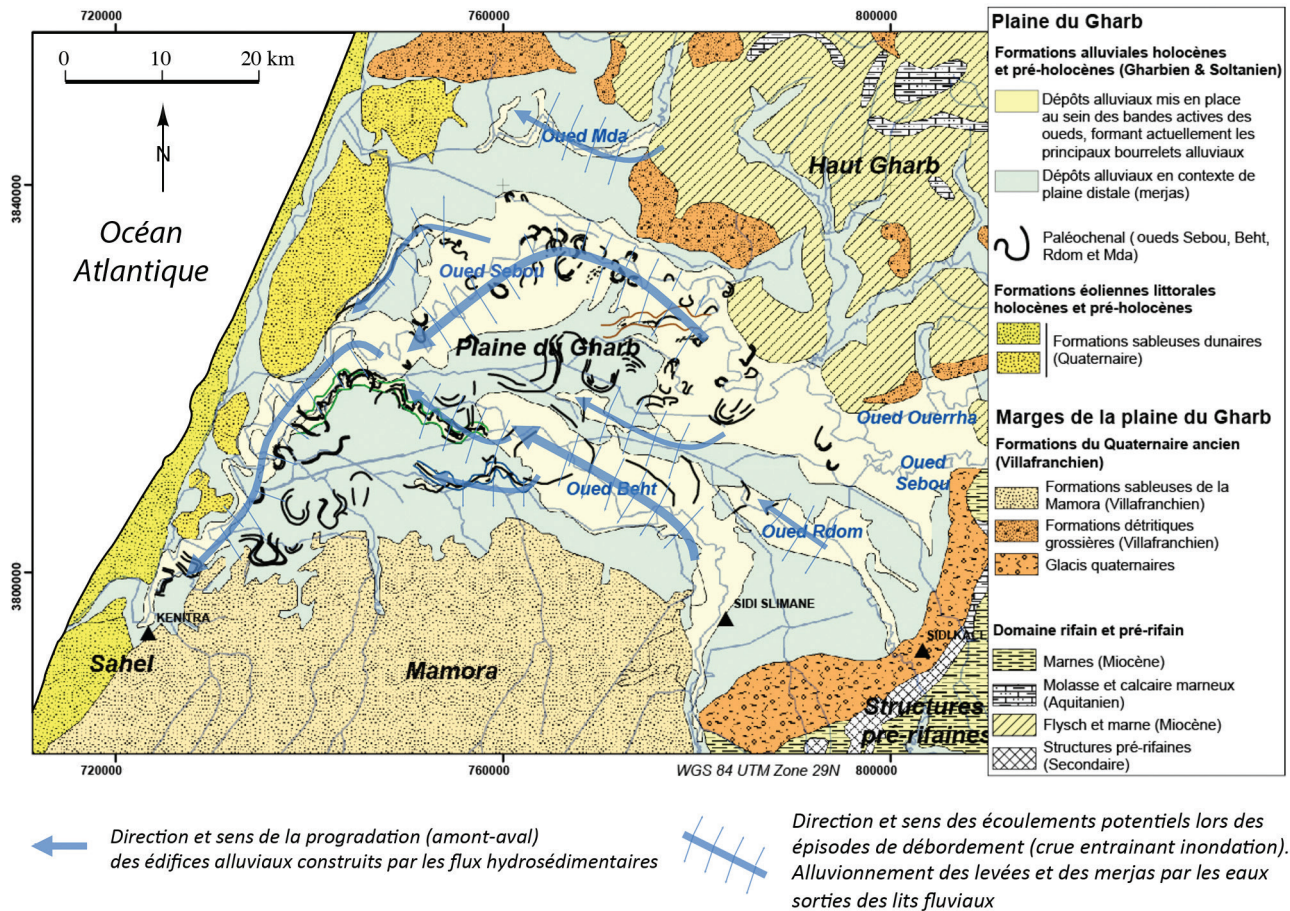 720000
760000
800000
0
10
20 km
N
3840000
3800000
Océan
Atlantique
Oued Mda
Haut Gharb
Oued Sebou
Plaine du Gharb
Oued Ouerrha
Oued
Sebou
Oued Beht
Oued Rdom
SIDI SLIMANE
KENITRA
Sahel
Mamora
Structures
pré-rifaines
720000
760000
WGS 84 UTM Zone 29N
800000
Plaine du Gharb
Formations alluviales holocènes
et pré-holocènes (Gharbien & Soltanien)
Dépôts alluviaux mis en place
au sein des bandes actives des
oueds, formant actuellement les
principaux bourrelets alluviaux
Dépôts alluviaux en contexte de
plaine distale (merjas)
Paléochenal (oueds Sebou, Beht,
Rdom et Mda)
Formations éoliennes littorales
holocènes et pré-holocènes
Formations sableuses dunaires
(Quaternaire)
Marges de la plaine du Gharb
Formations du Quaternaire ancien
(Villafranchien)
Formations sableuses de la
Mamora (Villafranchien)
Formations détritiques
grossières (Villafranchien)
Glacis quaternaires
Domaine rifain et pré-rifain
Marnes (Miocène)
Molasse et calcaire marneux
(Aquitanien)
Flysch et marne (Miocène)
Structures pré-rifaines
(Secondaire)
Direction et sens de la progradation (amont-aval)
des édifices alluviaux construits par les flux hydrosédimentaires
Direction et sens des écoulements potentiels lors des
épisodes de débordement (crue entrainant inondation).
Alluvionnement des levées et des merjas par les eaux
sorties des lits fluviaux